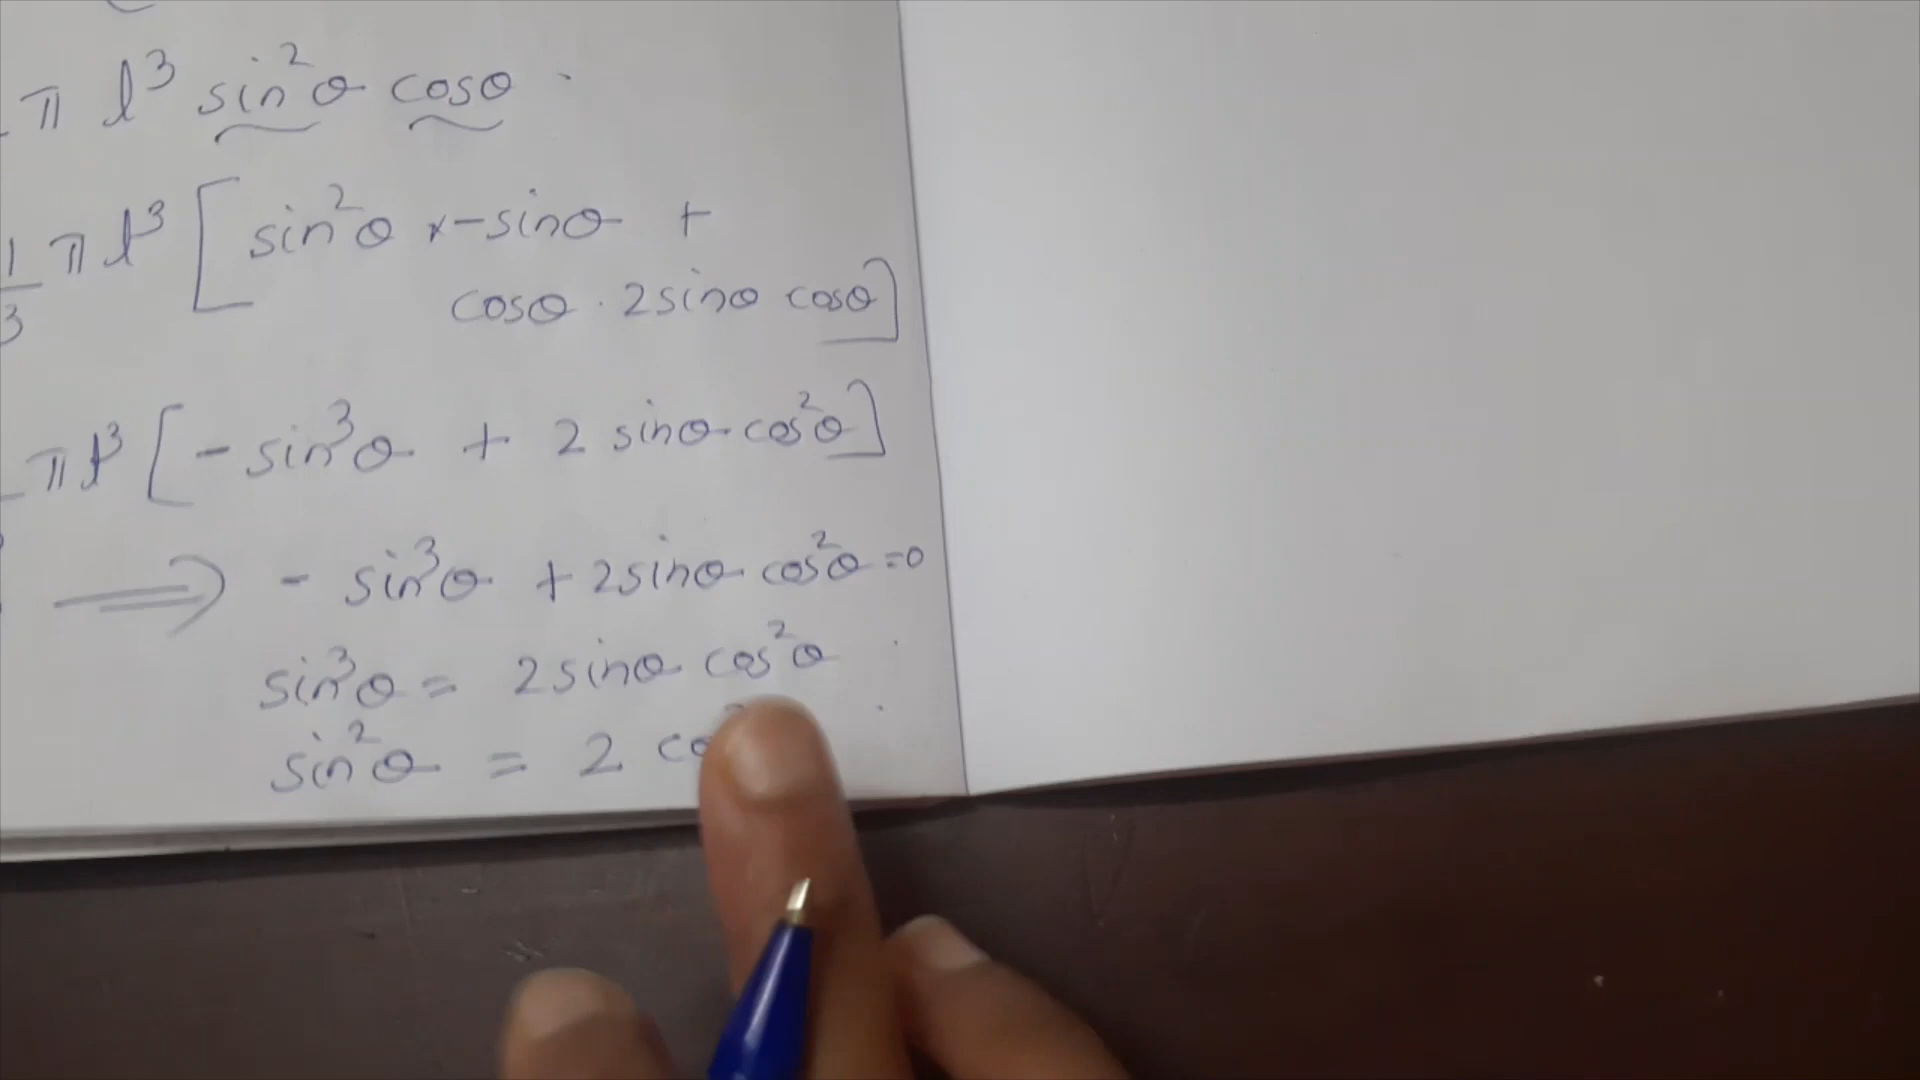 π l³ sin²θ cosθ.
1/3 π l³ [ sin²θ × -sinθ +
cosθ · 2sinθ cosθ ]
π l³ [ - sin³θ + 2 sinθ cos²θ ]
⟹ - sin³θ + 2sinθ cos²θ =0
sin³θ = 2sinθ cos²θ
sin²θ = 2